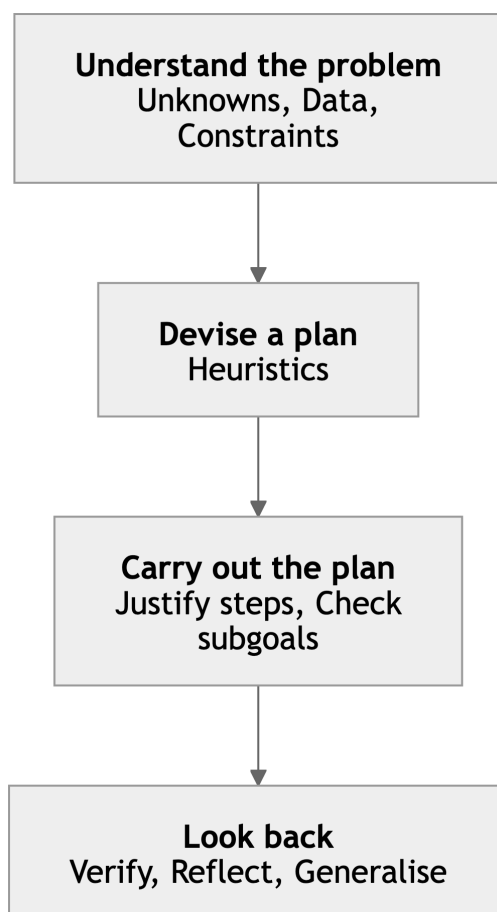 Understand the problem
Unknowns, Data,
Constraints
Devise a plan
Heuristics
Carry out the plan
Justify steps, Check
subgoals
Look back
Verify, Reflect, Generalise